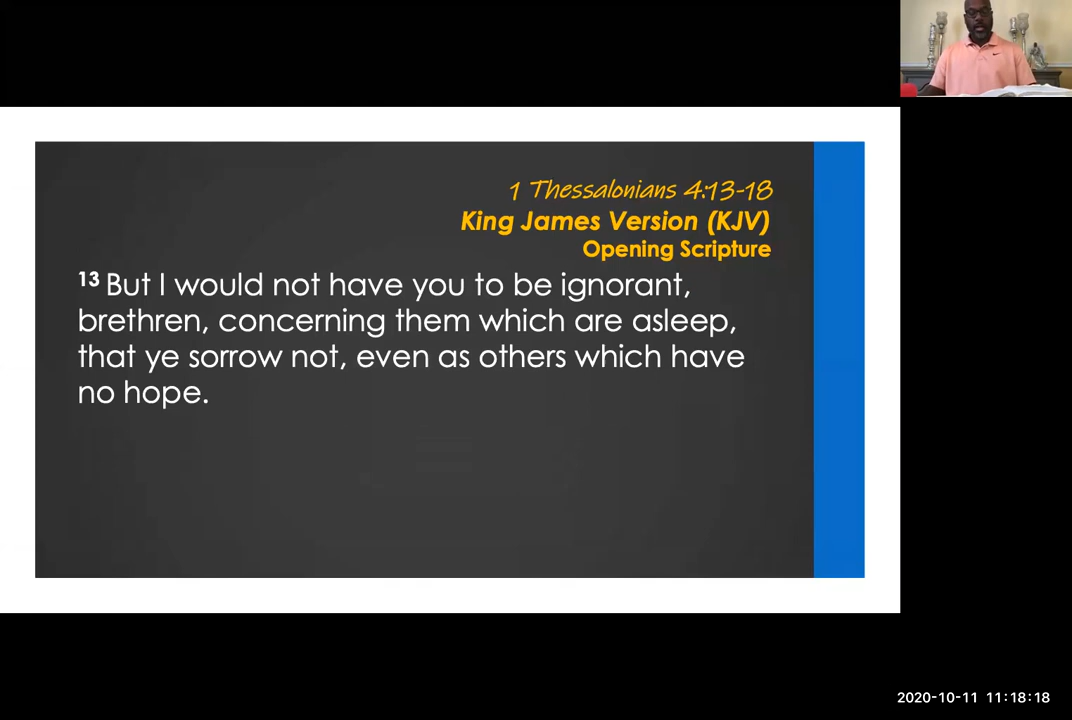 1 Thessalonians 4:13-18
King James Version (KJV)
Opening Scripture
13 But I would not have you to be ignorant,
brethren, concerning them which are asleep,
that ye sorrow not, even as others which have
no hope.
2020-10-11 11:18:18